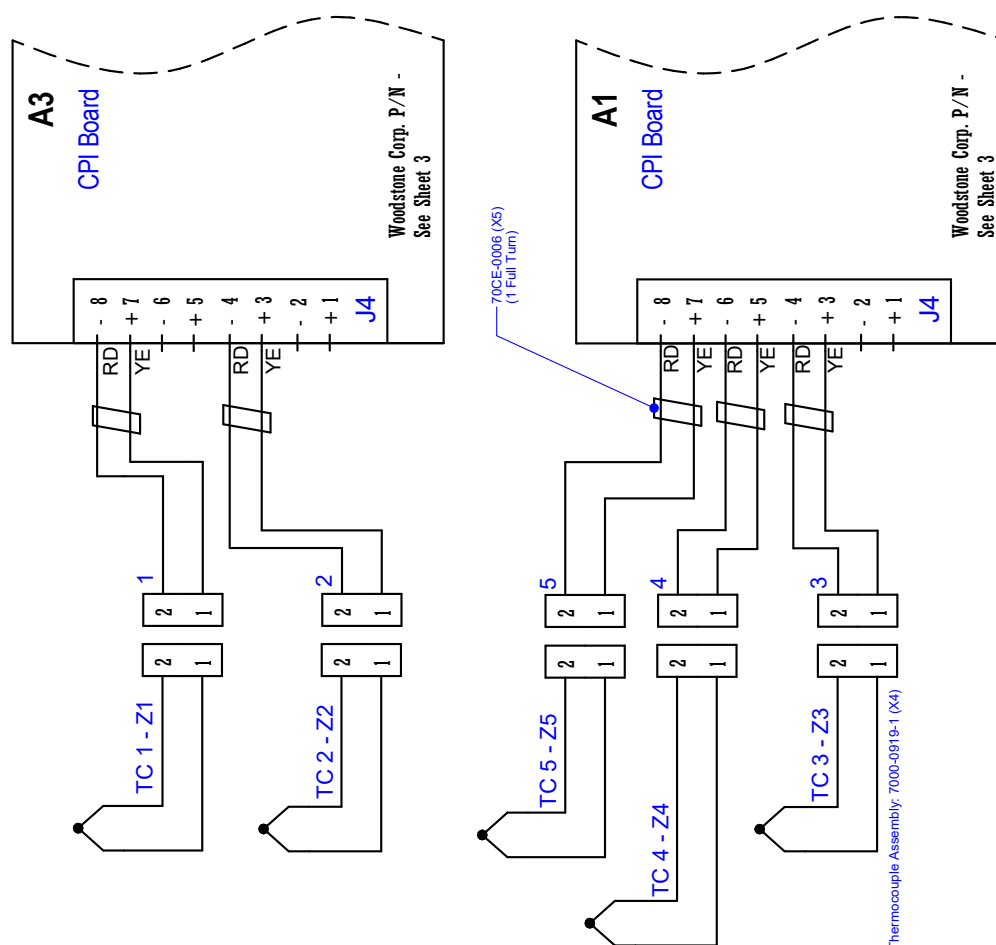 A3
CPI Board
Woodstone Corp. P/N -
See Sheet 3
- 8
+ 7
- 6
+ 5
- 4
+ 3
- 2
+ 1
J4
RD
YE
RD
YE
1
2
2
1
2
1
2
1
2
1
TC 1 - Z1
TC 2 - Z2
A1
CPI Board
Woodstone Corp. P/N -
See Sheet 3
70CE-0006 (X5)
(1 Full Turn)
- 8
+ 7
- 6
+ 5
- 4
+ 3
- 2
+ 1
J4
RD
YE
RD
YE
RD
YE
5
4
3
2
1
2
1
2
1
2
1
2
1
2
1
TC 5 - Z5
TC 4 - Z4
TC 3 - Z3
Thermocouple Assembly: 7000-0919-1 (X4)